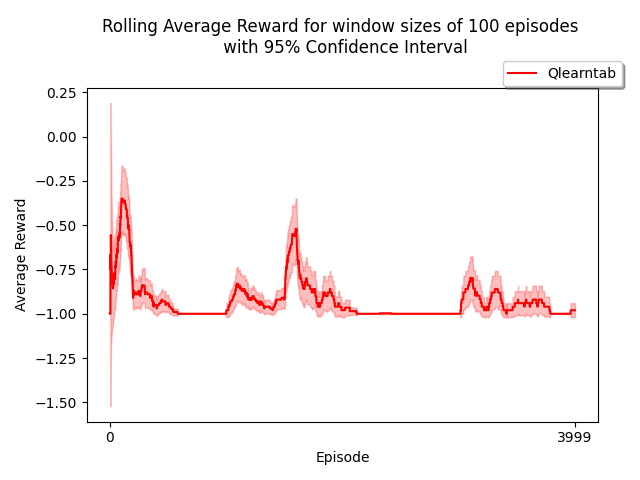 Rolling Average Reward for window sizes of 100 episodes
with 95% Confidence Interval
Qlearntab
0.25
0.00
−0.25
−0.50
−0.75
−1.00
−1.25
−1.50
Average Reward
0
3999
Episode